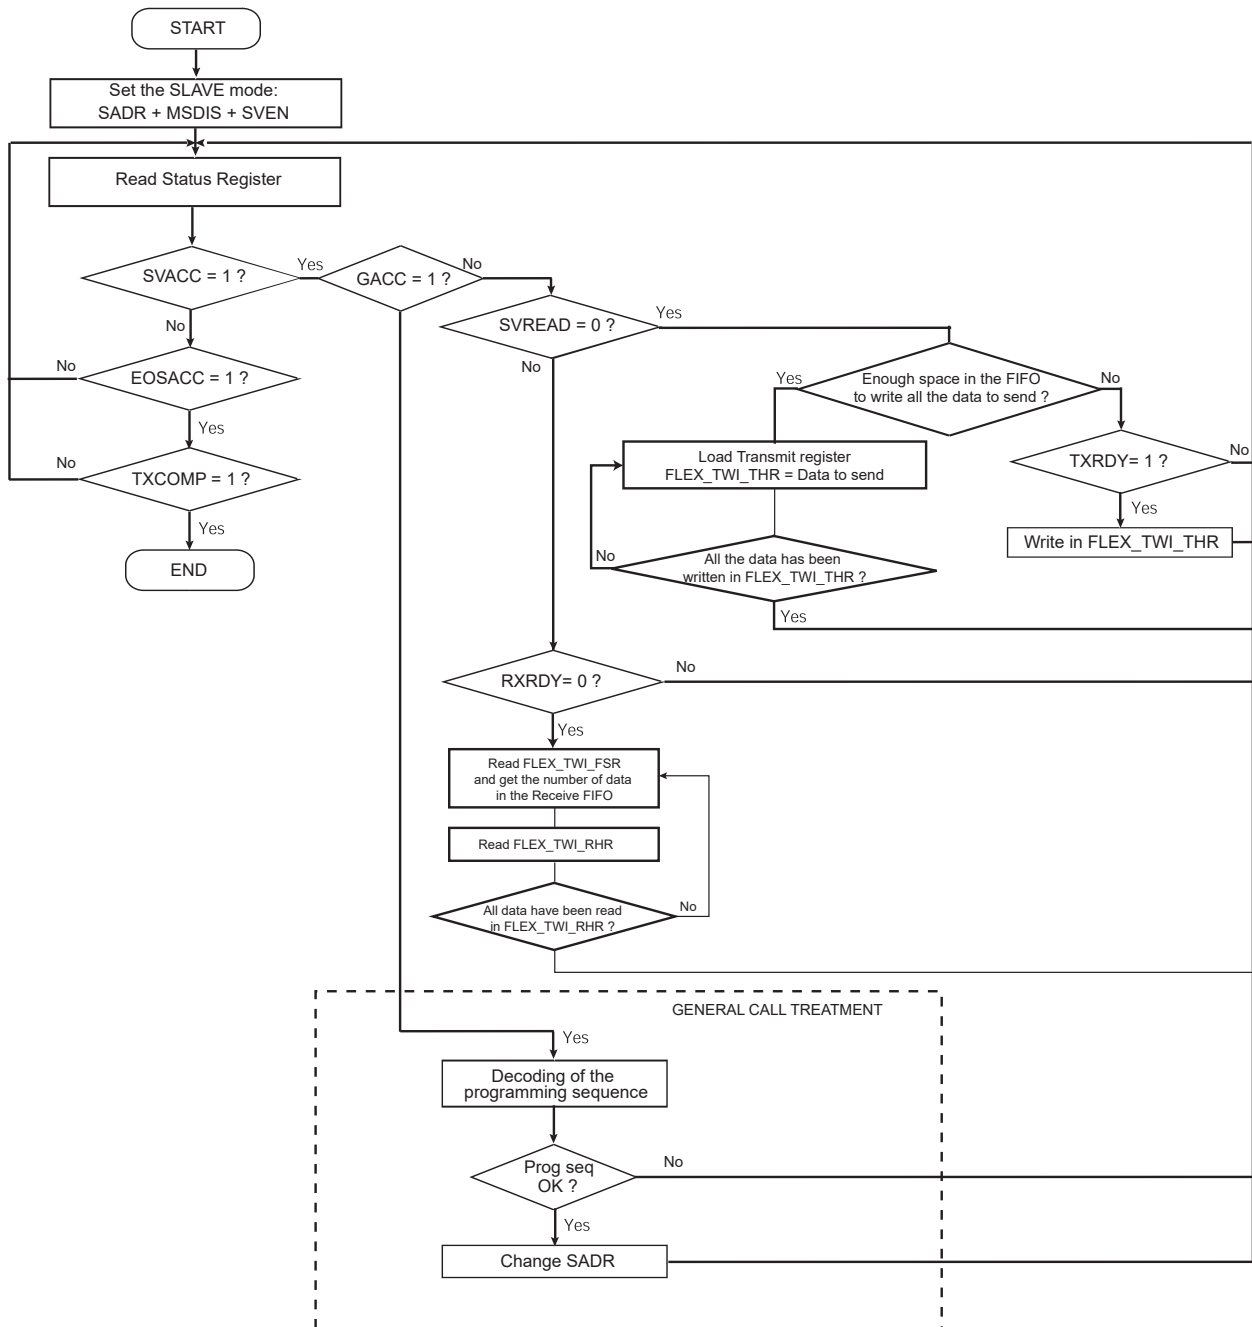 START
Set the SLAVE mode:
SADR + MSDIS + SVEN
Read Status Register
SVACC = 1 ?
Yes
GACC = 1 ?
No
SVREAD = 0 ?
Yes
No
No
EOSACC = 1 ?
No
Yes
Enough space in the FIFO
to write all the data to send ?
Yes
No
Load Transmit register
FLEX_TWI_THR = Data to send
TXRDY= 1 ?
No
Yes
No
TXCOMP = 1 ?
Yes
Write in FLEX_TWI_THR
END
No
All the data has been
written in FLEX_TWI_THR ?
Yes
RXRDY= 0 ?
No
Yes
Read FLEX_TWI_FSR
and get the number of data
in the Receive FIFO
Read FLEX_TWI_RHR
All data have been read
in FLEX_TWI_RHR ?
No
GENERAL CALL TREATMENT
Yes
Decoding of the
programming sequence
Prog seq
OK ?
No
Yes
Change SADR